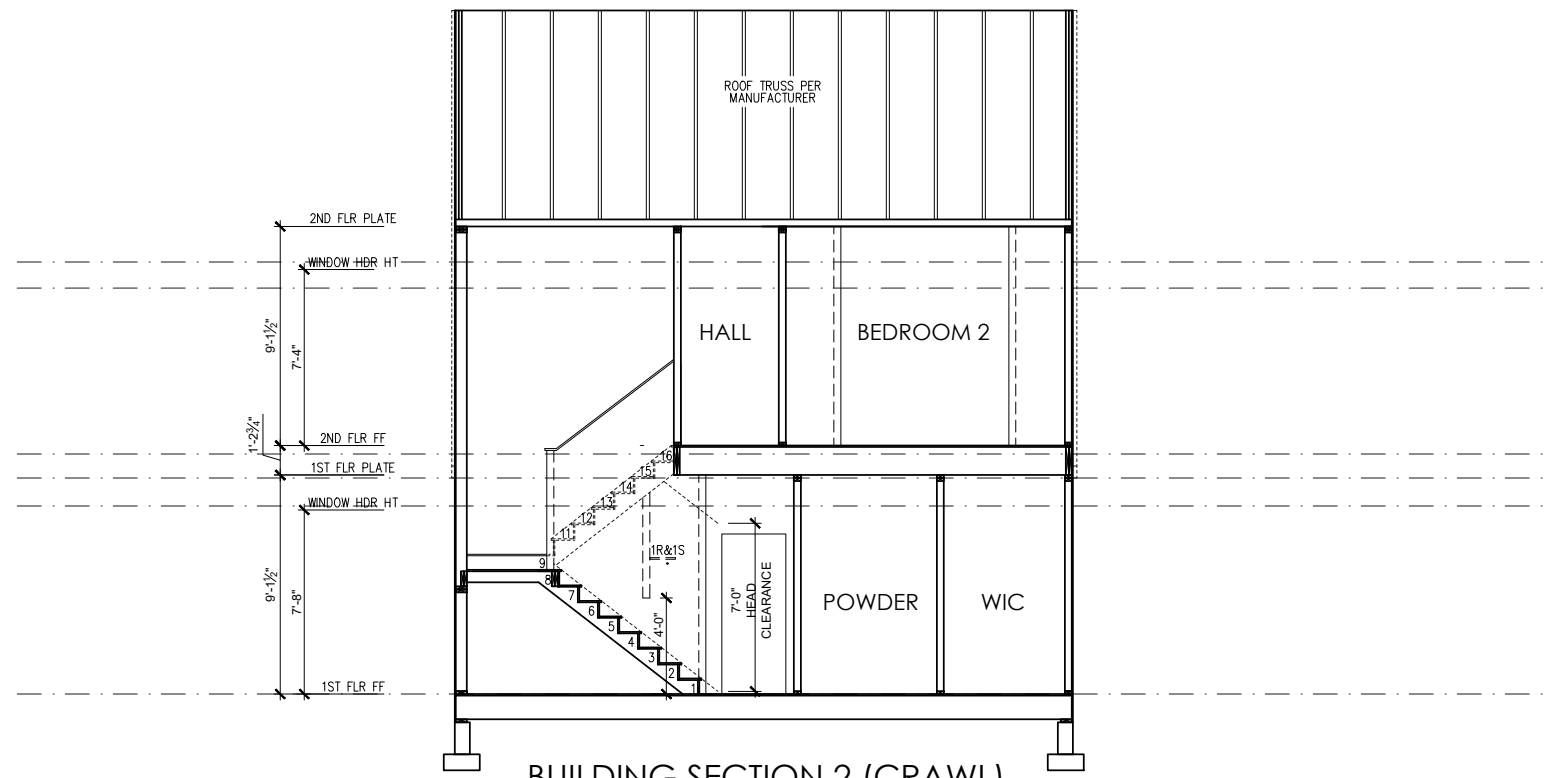 ROOF TRUSS PER
MANUFACTURER
2ND FLR PLATE
WINDOW HDR HT
9'-1½"
7'-4"
HALL
BEDROOM 2
1'-2¾"
2ND FLR FF
1ST FLR PLATE
WINDOW HDR HT
16
15
14
13
12
11
9
8
7
6
5
4
3
2
1
1R&1S
4'-0"
7'-0"
HEAD
CLEARANCE
POWDER
WIC
9'-1½"
7'-8"
1ST FLR FF
BUILDING SECTION 2 (CRAWL)